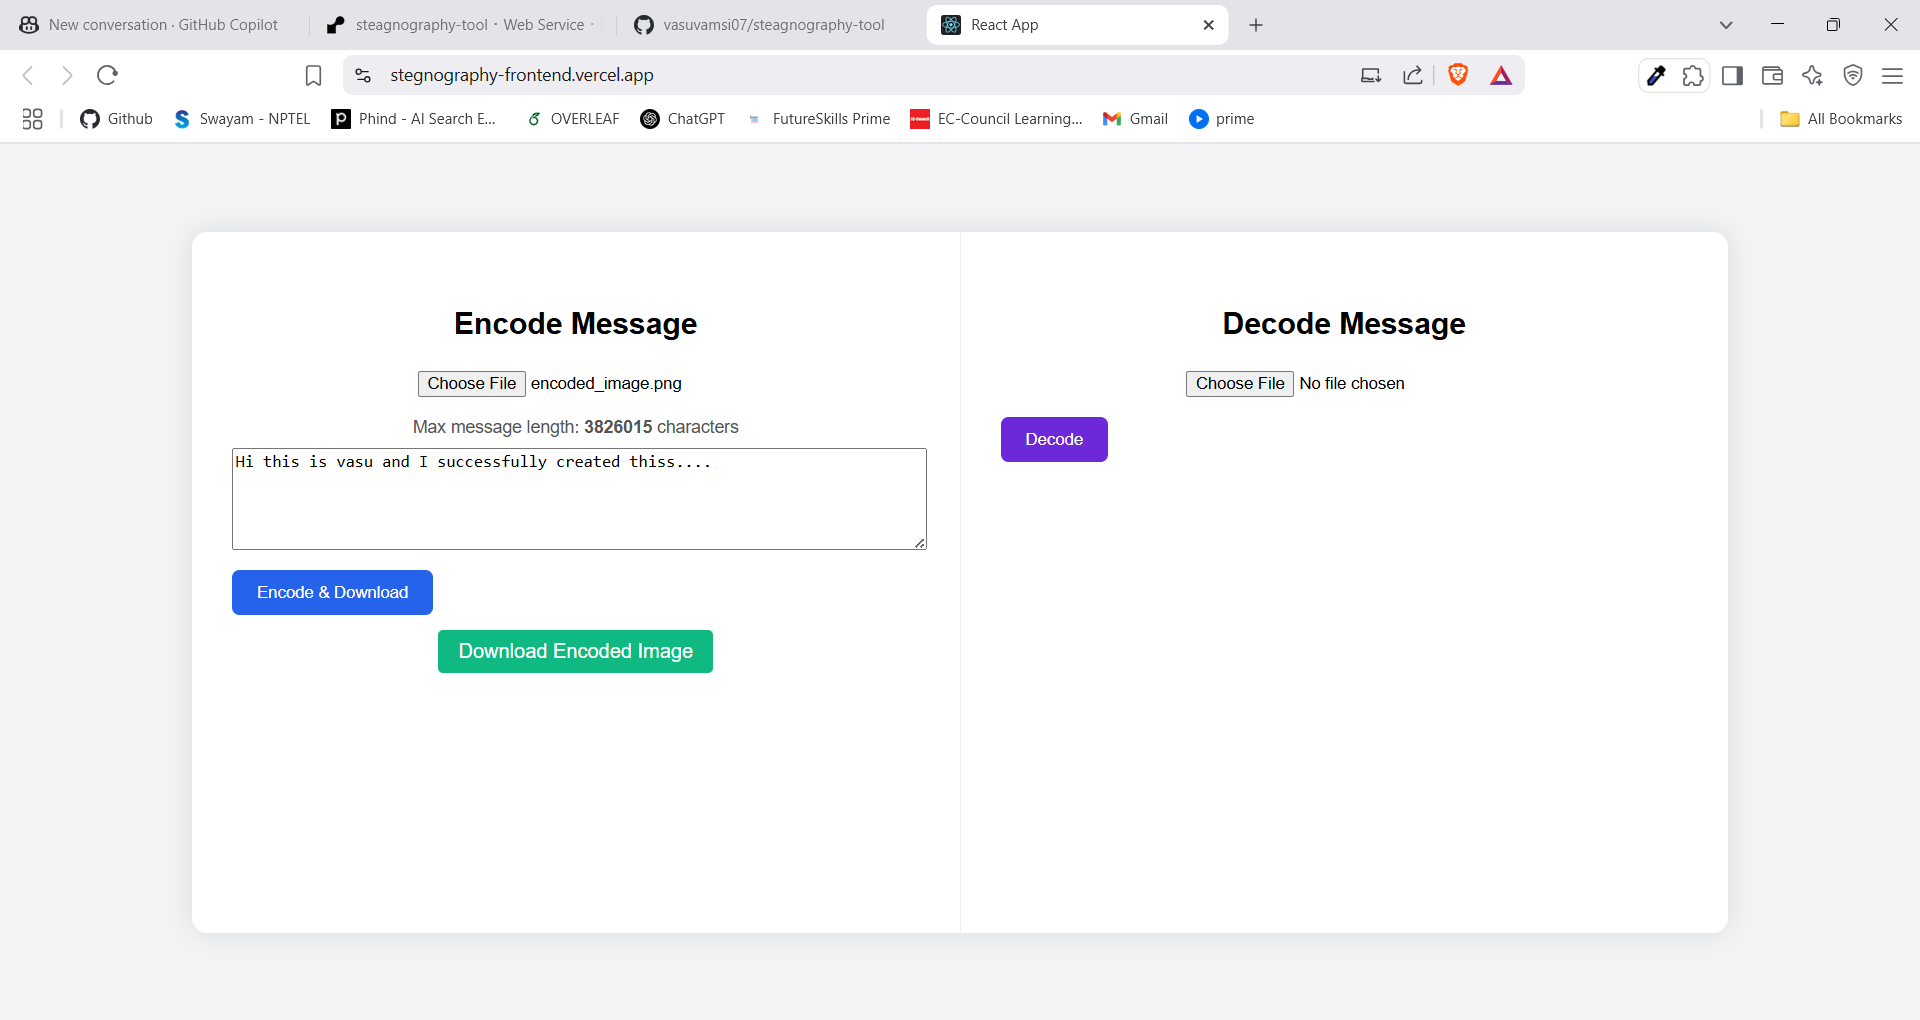 New conversation · GitHub Copilot
steagnography-tool · Web Service ·
vasuvamsi07/steagnography-tool
React App
stegnography-frontend.vercel.app
Github
Swayam - NPTEL
Phind - AI Search E...
OVERLEAF
ChatGPT
FutureSkills Prime
EC-Council Learning...
Gmail
prime
All Bookmarks
Encode Message
Choose File encoded_image.png
Max message length: 3826015 characters
Hi this is vasu and I successfully created thiss....
Encode & Download
Download Encoded Image
Decode Message
Choose File No file chosen
Decode